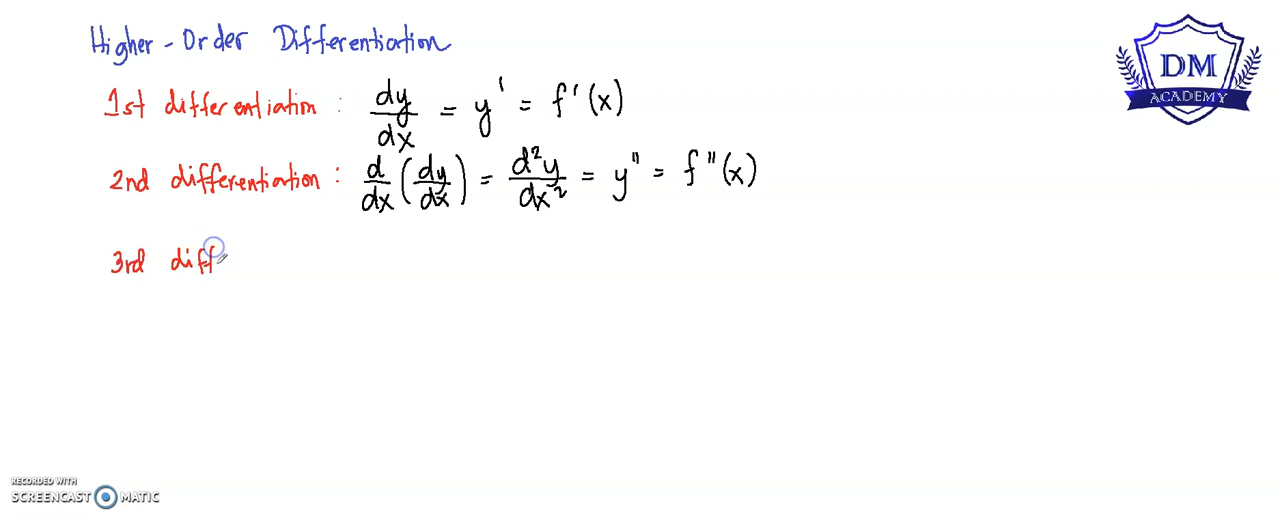 Higher-Order Differentiation
1st differentiation : dy/dx = y' = f'(x)
2nd differentiation : d/dx (dy/dx) = d²y/dx² = y" = f"(x)
3rd diff
DM
ACADEMY
RECORDED WITH
SCREENCAST MATIC